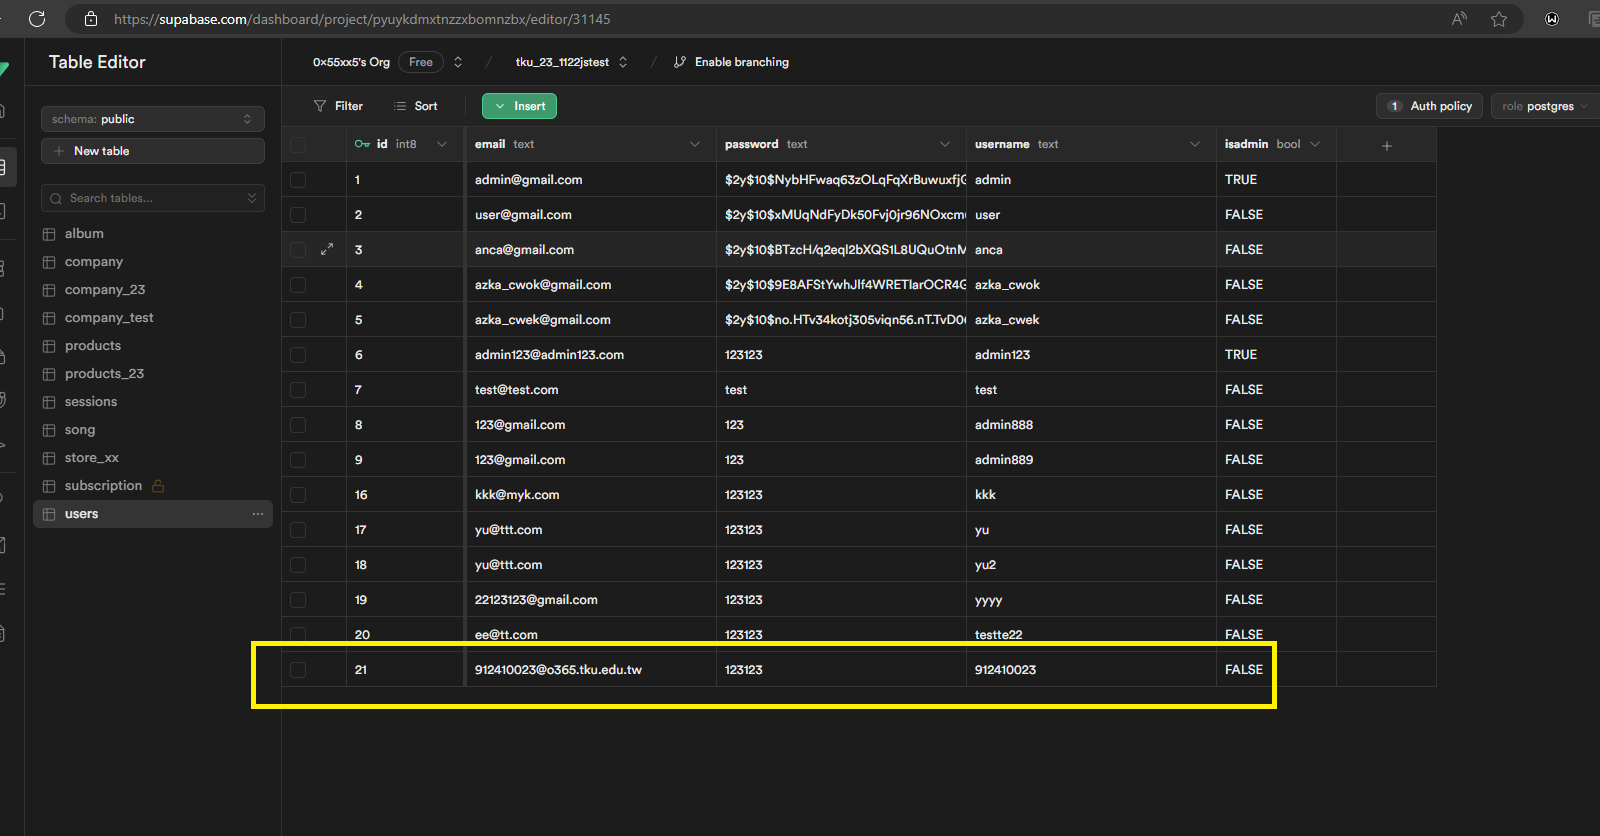 https://supabase.com/dashboard/project/pyuykdmxtnzzxbomnzbx/editor/31145
Table Editor
0×55xx5's Org Free / tku_23_1122jstest / Enable branching
schema: public
Filter Sort Insert 1 Auth policy role postgres
New table
Search tables...
album
company
company_23
company_test
products
products_23
sessions
song
store_xx
subscription
users
id int8 email text password text username text isadmin bool
1 admin@gmail.com $2y$10$NybHFwaq63zOLqFqXrBuwuxfjG admin TRUE
2 user@gmail.com $2y$10$xMUqNdFyDk50Fvj0jr96NOxcm user FALSE
3 anca@gmail.com $2y$10$BTzcH/q2eql2bXQS1L8UQuOtnM anca FALSE
4 azka_cwok@gmail.com $2y$10$9E8AFStYwhJlf4WRETlarOCR4G azka_cwok FALSE
5 azka_cwek@gmail.com $2y$10$no.HTv34kotj305viqn56.nT.TvD0 azka_cwek FALSE
6 admin123@admin123.com 123123 admin123 TRUE
7 test@test.com test test FALSE
8 123@gmail.com 123 admin888 FALSE
9 123@gmail.com 123 admin889 FALSE
16 kkk@myk.com 123123 kkk FALSE
17 yu@ttt.com 123123 yu FALSE
18 yu@ttt.com 123123 yu2 FALSE
19 22123123@gmail.com 123123 yyyy FALSE
20 ee@tt.com 123123 testte22 FALSE
21 912410023@o365.tku.edu.tw 123123 912410023 FALSE